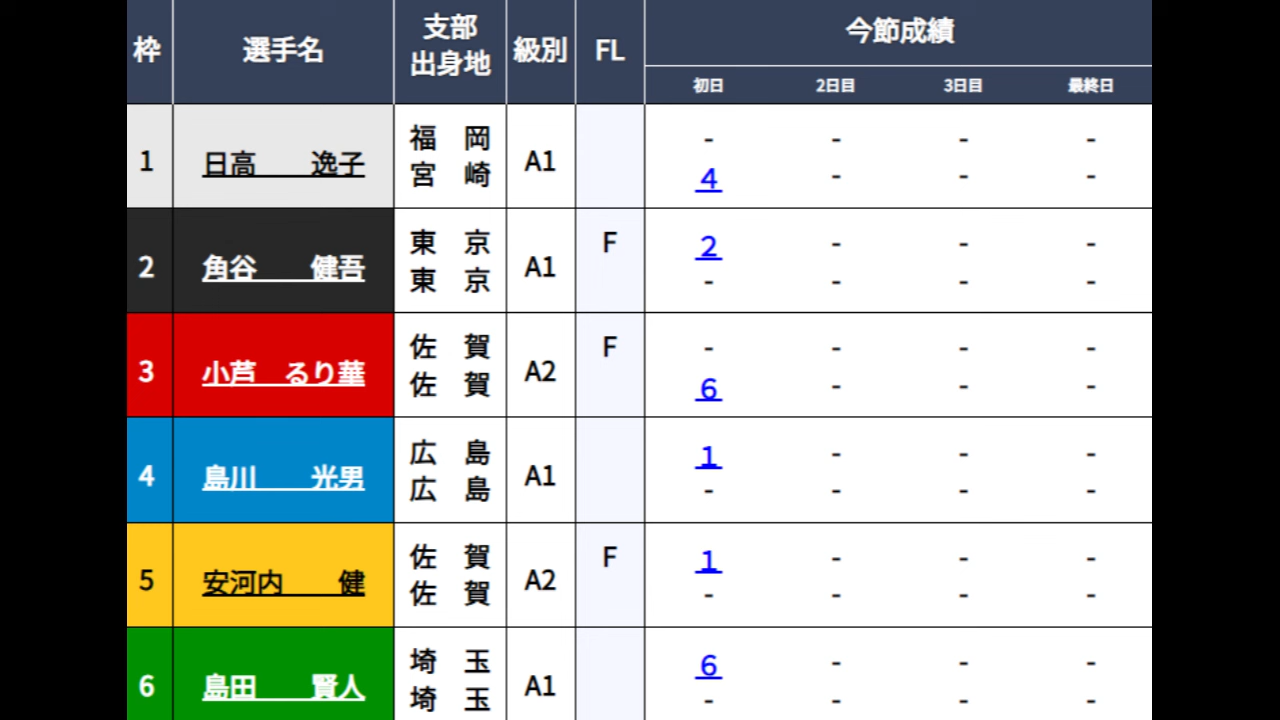 枠 選手名 支部 出身地 級別 FL 今節成績
初日 2日目 3日目 最終日
1 日高 逸子 福岡 A1 - - - -
宮崎 4 - - -
2 角谷 健吾 東京 A1 F 2 - - -
東京 - - - -
3 小芦 るり華 佐賀 A2 F - - - -
佐賀 6 - - -
4 島川 光男 広島 A1 1 - - -
広島 - - - -
5 安河内 健 佐賀 A2 F 1 - - -
佐賀 - - - -
6 島田 賢人 埼玉 A1 6 - - -
埼玉 - - - -